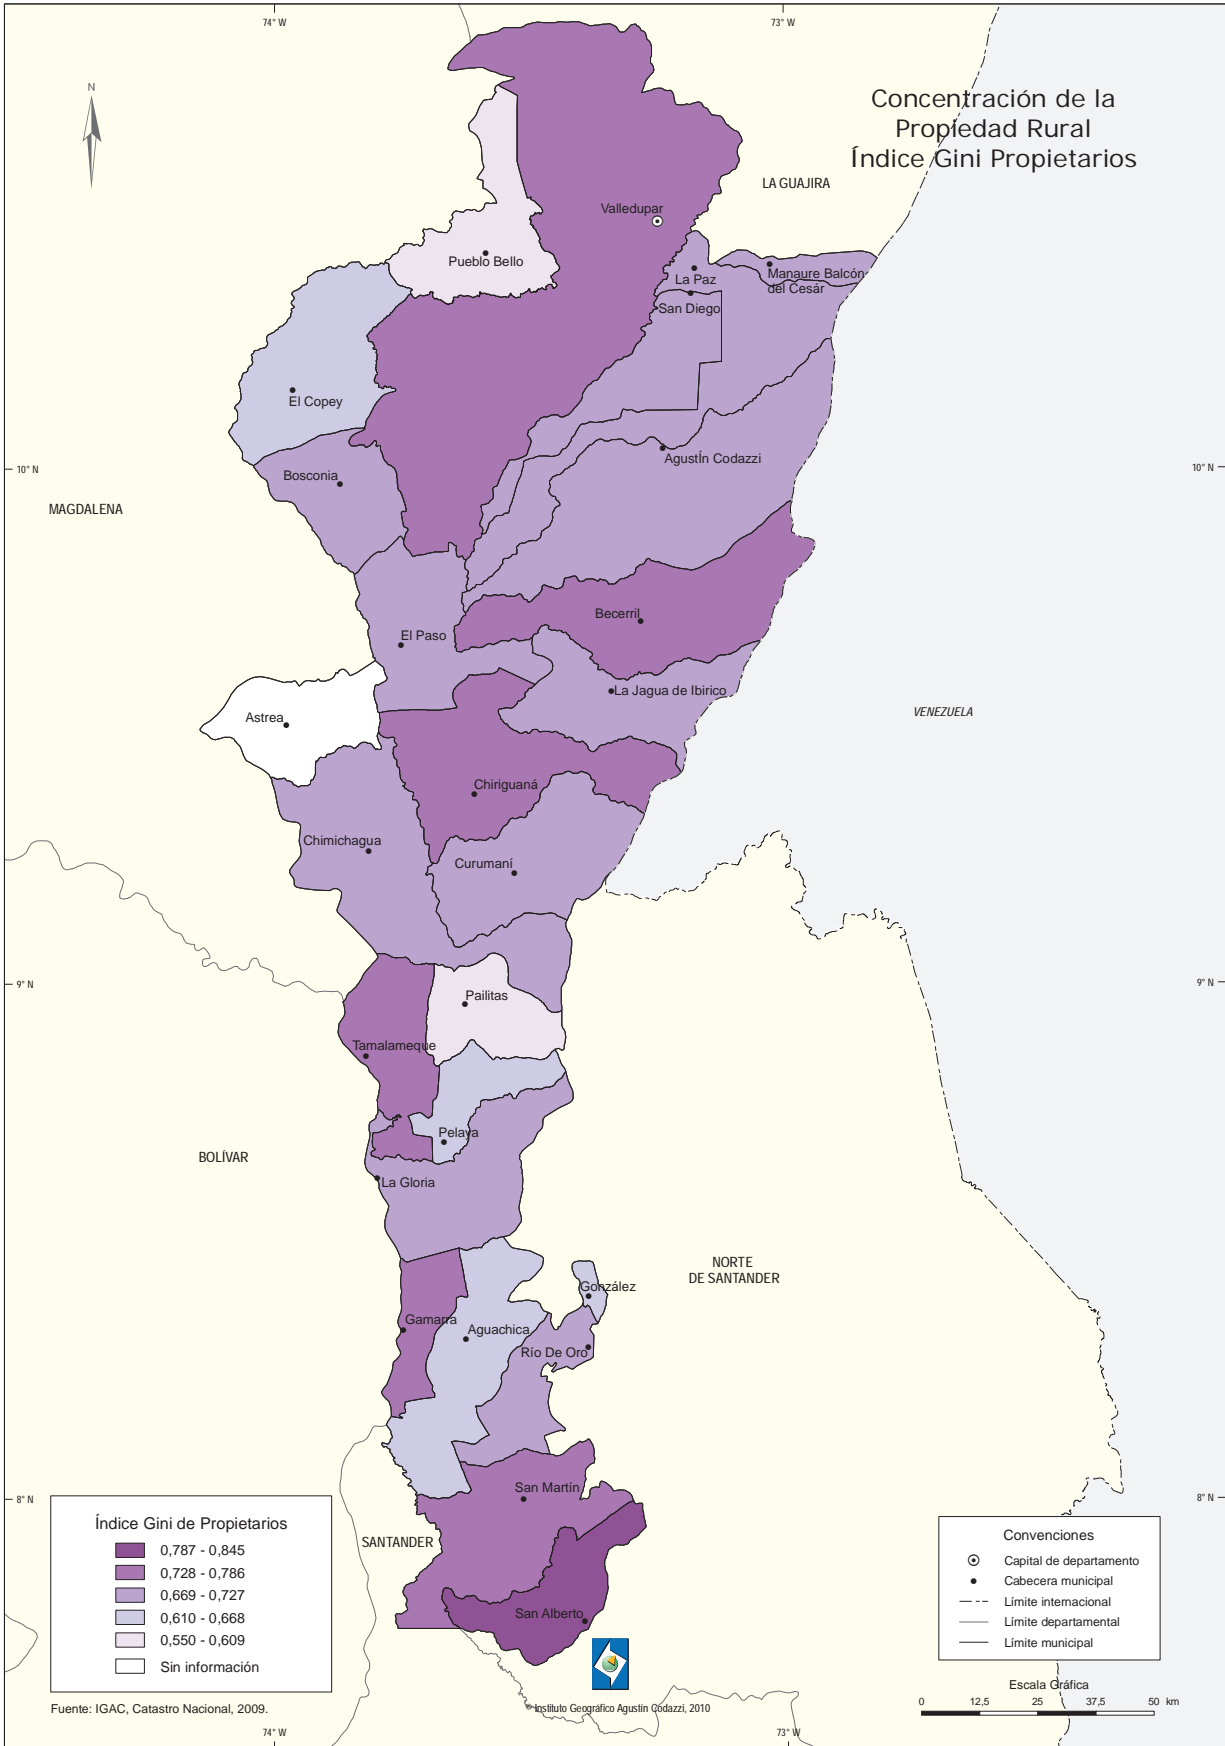 74° W
73° W
N
Concentración de la
Propiedad Rural
Índice Gini Propietarios
LA GUAJIRA
Valledupar
Pueblo Bello
La Paz
Manaure Balcón
del Cesár
San Diego
El Copey
Agustín Codazzi
10° N
10° N
Bosconia
MAGDALENA
Becerril
El Paso
La Jagua de Ibirico
Astrea
VENEZUELA
Chiriguaná
Chimichagua
Curumaní
9° N
9° N
Pailitas
Tamalameque
Pelaya
BOLÍVAR
La Gloria
NORTE
DE SANTANDER
González
Gamarra
Aguachica
Río De Oro
San Martín
8° N
8° N
SANTANDER
San Alberto
Índice Gini de Propietarios
0,787 - 0,845
0,728 - 0,786
0,669 - 0,727
0,610 - 0,668
0,550 - 0,609
Sin información
Fuente: IGAC, Catastro Nacional, 2009.
© Instituto Geográfico Agustín Codazzi, 2010
Convenciones
Capital de departamento
Cabecera municipal
Límite internacional
Límite departamental
Límite municipal
Escala Gráfica
0 12,5 25 37,5 50 km
74° W
73° W